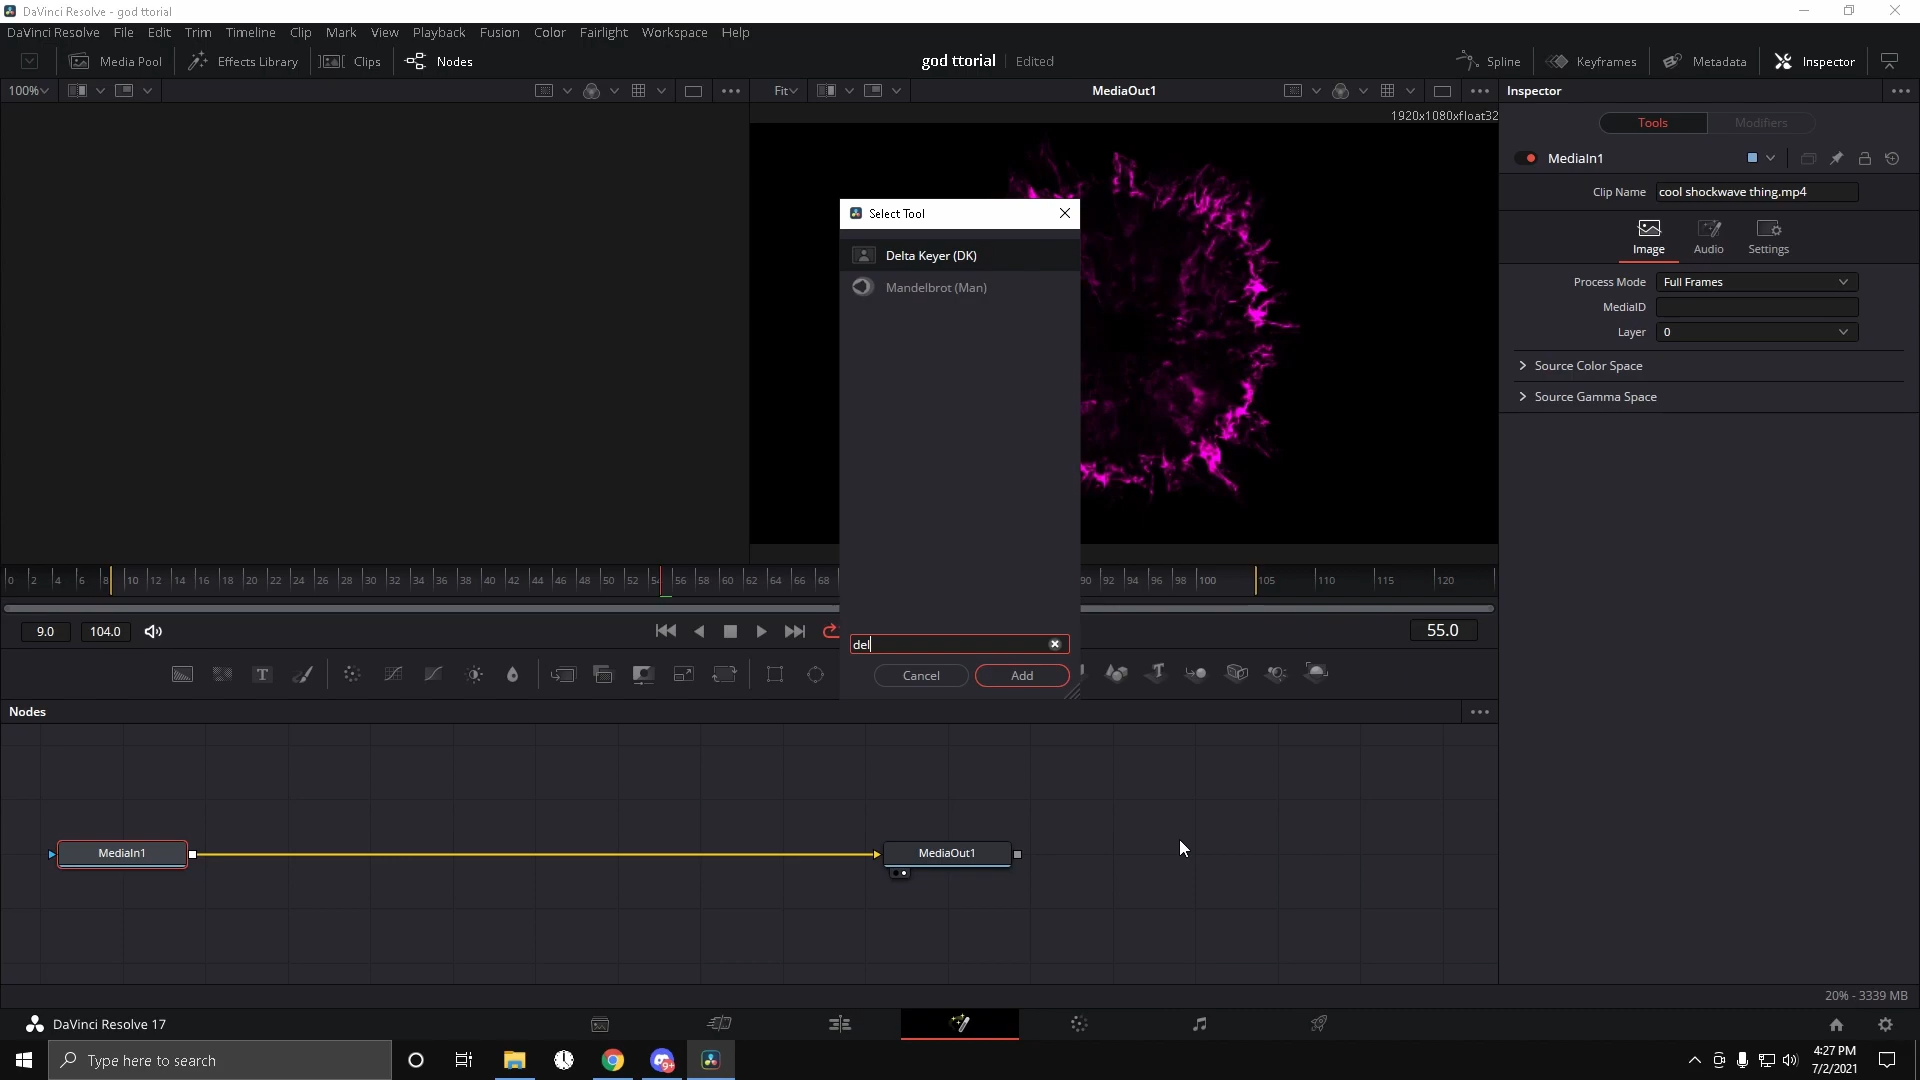 DaVinci Resolve - god ttorial
DaVinci Resolve File Edit Trim Timeline Clip Mark View Playback Fusion Color Fairlight Workspace Help
Media Pool Effects Library Clips Nodes god ttorial Edited Spline Keyframes Metadata Inspector
100% Fit MediaOut1 Inspector
1920x1080xfloat32
Tools Modifiers
MediaIn1
Clip Name cool shockwave thing.mp4
Image Audio Settings
Process Mode Full Frames
MediaID
Layer 0
Source Color Space
Source Gamma Space
Select Tool
Delta Keyer (DK)
Mandelbrot (Man)
del
Cancel Add
0 2 4 6 8 10 12 14 16 18 20 22 24 26 28 30 32 34 36 38 40 42 44 46 48 50 52 5 56 58 60 62 64 66 68 90 92 94 96 98 100 105 110 115 120
9.0 104.0 55.0
Nodes
MediaIn1 MediaOut1
20% - 3339 MB
DaVinci Resolve 17
Type here to search
9+
4:27 PM
7/2/2021